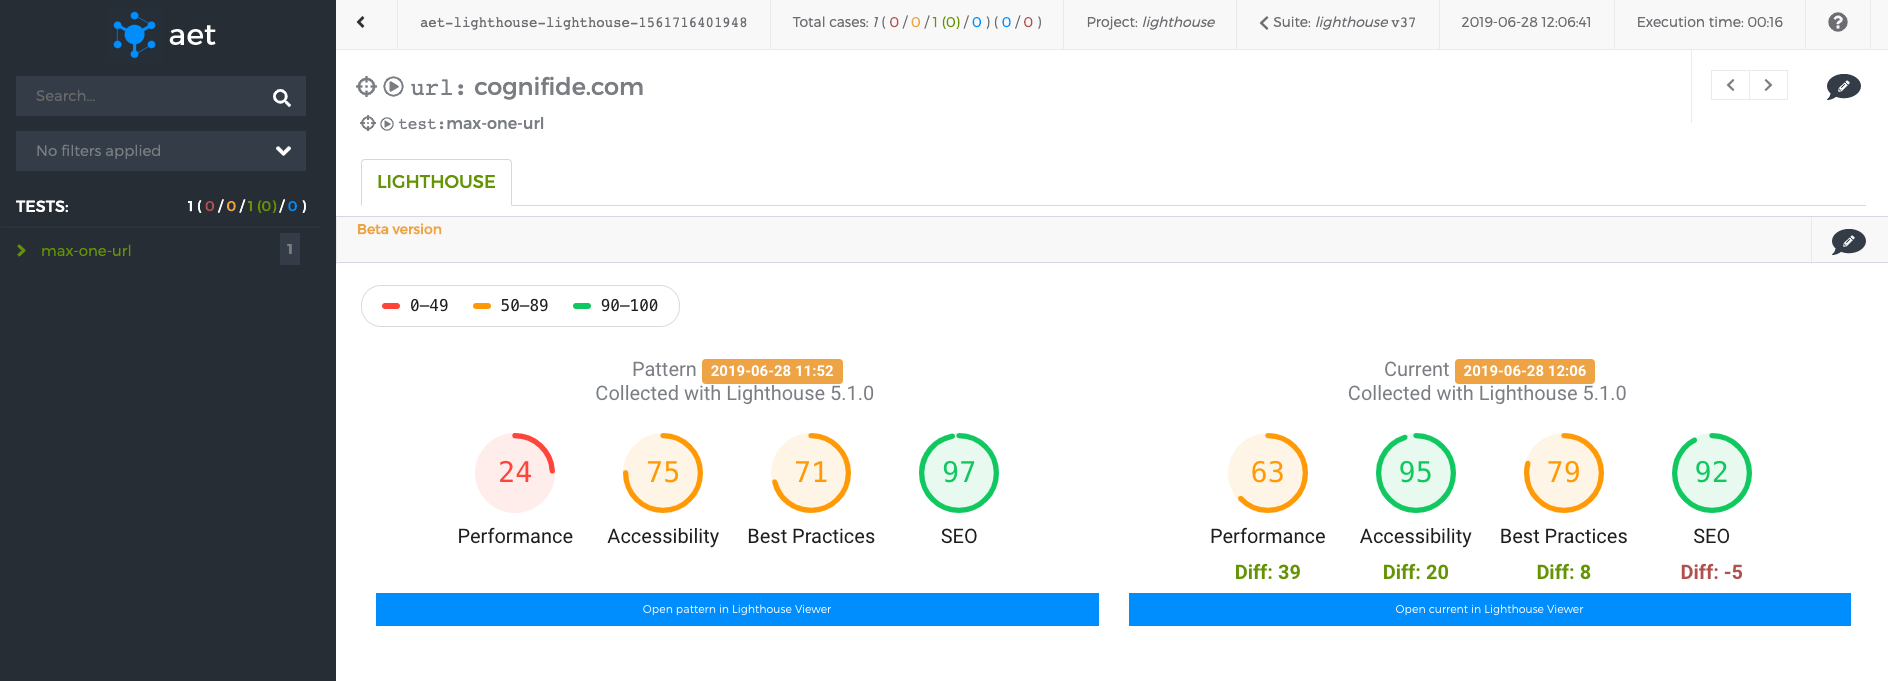 aet
Search...
No filters applied
TESTS: 1 ( 0 / 0 / 1 (0) / 0 )
max-one-url 1
aet-lighthouse-lighthouse-1561716401948 Total cases: 1 ( 0 / 0 / 1 (0) / 0 ) ( 0 / 0 ) Project: lighthouse Suite: lighthouse v37 2019-06-28 12:06:41 Execution time: 00:16 ?
url: cognifide.com
test:max-one-url
LIGHTHOUSE
Beta version
0–49 50–89 90–100
Pattern 2019-06-28 11:52
Collected with Lighthouse 5.1.0
24 75 71 97
Performance Accessibility Best Practices SEO
Open pattern in Lighthouse Viewer
Current 2019-06-28 12:06
Collected with Lighthouse 5.1.0
63 95 79 92
Performance Accessibility Best Practices SEO
Diff: 39 Diff: 20 Diff: 8 Diff: -5
Open current in Lighthouse Viewer